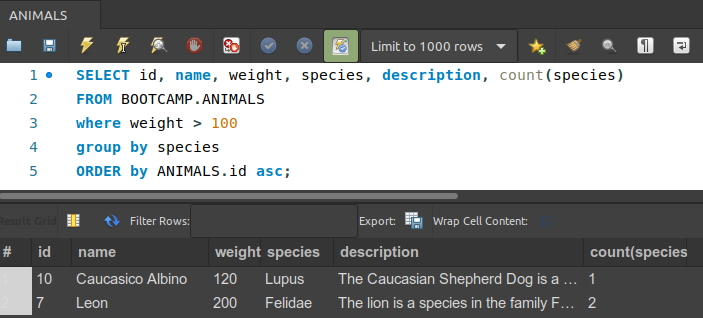 ANIMALS
Limit to 1000 rows
1 SELECT id, name, weight, species, description, count(species)
2 FROM BOOTCAMP.ANIMALS
3 where weight > 100
4 group by species
5 ORDER by ANIMALS.id asc;
Result Grid Filter Rows: Export: Wrap Cell Content:
# id name weight species description count(species
1 10 Caucasico Albino 120 Lupus The Caucasian Shepherd Dog is a ... 1
2 7 Leon 200 Felidae The lion is a species in the family F... 2